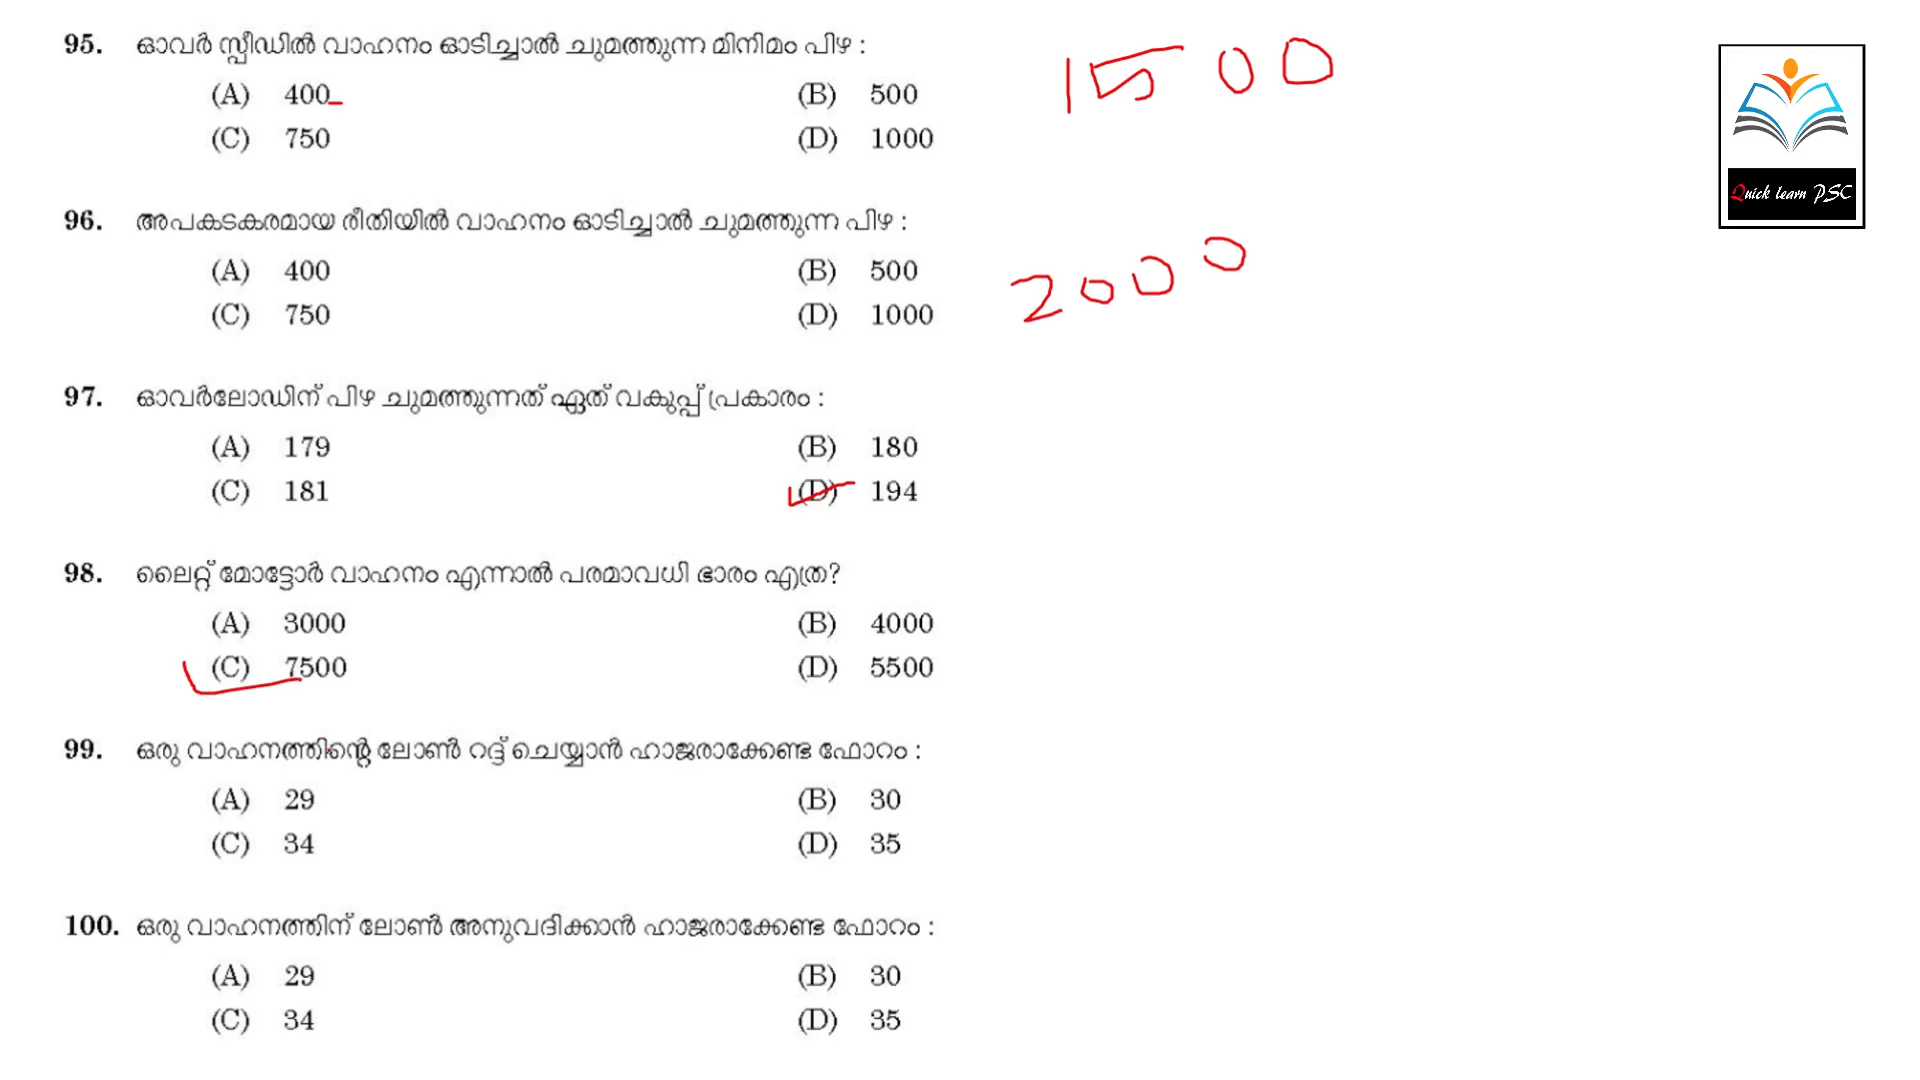 95. ഓവർ സ്പീഡിൽ വാഹനം ഓടിച്ചാൽ ചുമത്തുന്ന മിനിമം പിഴ :
(A) 400 (B) 500
(C) 750 (D) 1000
1500
96. അപകടകരമായ രീതിയിൽ വാഹനം ഓടിച്ചാൽ ചുമത്തുന്ന പിഴ :
(A) 400 (B) 500
(C) 750 (D) 1000
2000
97. ഓവർലോഡിന് പിഴ ചുമത്തുന്നത് ഏത് വകുപ്പ് പ്രകാരം :
(A) 179 (B) 180
(C) 181 (D) 194
98. ലൈറ്റ് മോട്ടോർ വാഹനം എന്നാൽ പരമാവധി ഭാരം എത്ര?
(A) 3000 (B) 4000
(C) 7500 (D) 5500
99. ഒരു വാഹനത്തിന്റെ ലോൺ റദ്ദ് ചെയ്യാൻ ഹാജരാക്കേണ്ട ഫോറം :
(A) 29 (B) 30
(C) 34 (D) 35
100. ഒരു വാഹനത്തിന് ലോൺ അനുവദിക്കാൻ ഹാജരാക്കേണ്ട ഫോറം :
(A) 29 (B) 30
(C) 34 (D) 35
Quick learn PSC